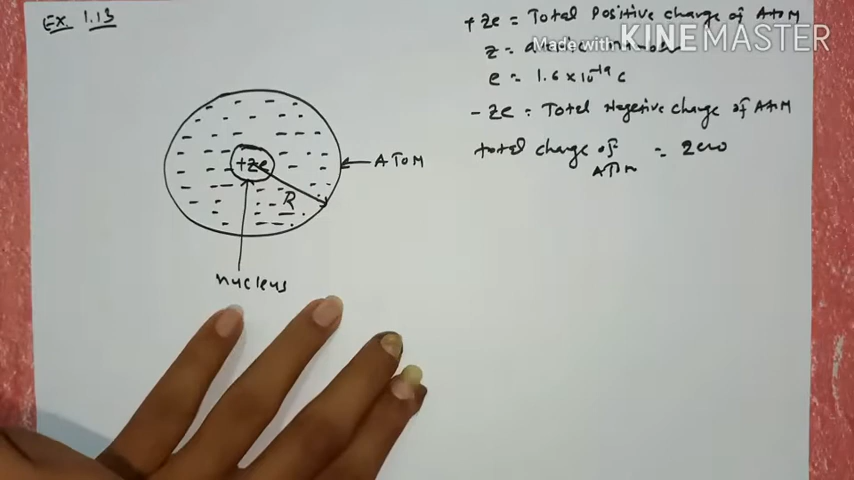 Ex. 1.13
+ze = Total Positive charge of Atom
Made with KINEMASTER
z =
e = 1.6 x 10⁻¹⁹ c
- ze = Total Negative charge of Atom
total charge of ATOM = zero
+ze
ATOM
R
nucleus